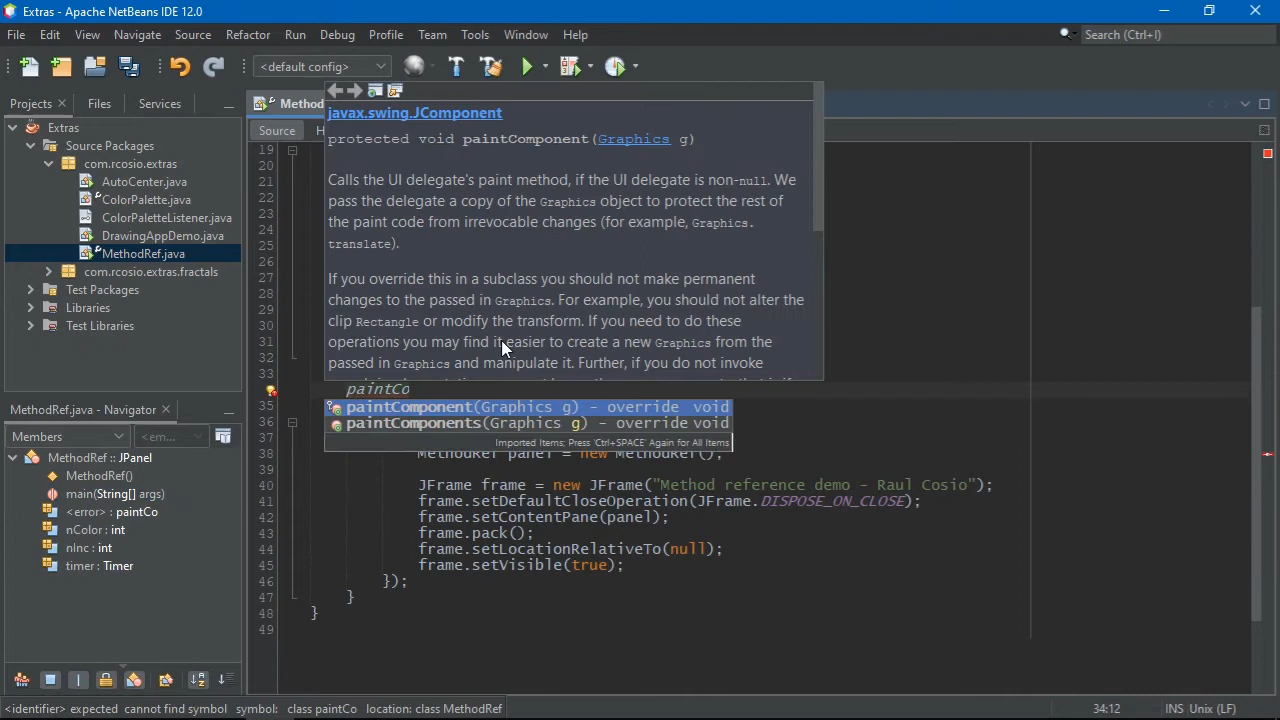 Extras - Apache NetBeans IDE 12.0
File Edit View Navigate Source Refactor Run Debug Profile Team Tools Window Help
Search (Ctrl+I)
<default config>
Projects Files Services
Method
Source H
Extras
Source Packages
com.rcosio.extras
AutoCenter.java
ColorPalette.java
ColorPaletteListener.java
DrawingAppDemo.java
MethodRef.java
com.rcosio.extras.fractals
Test Packages
Libraries
Test Libraries
MethodRef.java - Navigator
Members <em...
MethodRef :: JPanel
MethodRef()
main(String[] args)
<error> : paintCo
nColor : int
nInc : int
timer : Timer
javax.swing.JComponent
protected void paintComponent(Graphics g)
Calls the UI delegate's paint method, if the UI delegate is non-null. We
pass the delegate a copy of the Graphics object to protect the rest of
the paint code from irrevocable changes (for example, Graphics.
translate).
If you override this in a subclass you should not make permanent
changes to the passed in Graphics. For example, you should not alter the
clip Rectangle or modify the transform. If you need to do these
operations you may find it easier to create a new Graphics from the
passed in Graphics and manipulate it. Further, if you do not invoke
19
20
21
22
23
24
25
26
27
28
29
30
31
32
33
paintCo
35 paintComponent(Graphics g) - override void
36 paintComponents(Graphics g) - override void
37 Imported Items; Press 'Ctrl+SPACE' Again for All Items
38 MethodRef panel = new MethodRef();
39
40 JFrame frame = new JFrame("Method reference demo - Raul Cosio");
41 frame.setDefaultCloseOperation(JFrame.DISPOSE_ON_CLOSE);
42 frame.setContentPane(panel);
43 frame.pack();
44 frame.setLocationRelativeTo(null);
45 frame.setVisible(true);
46 });
47 }
48 }
49
<identifier> expected cannot find symbol symbol: class paintCo location: class MethodRef
34:12 INS Unix (LF)